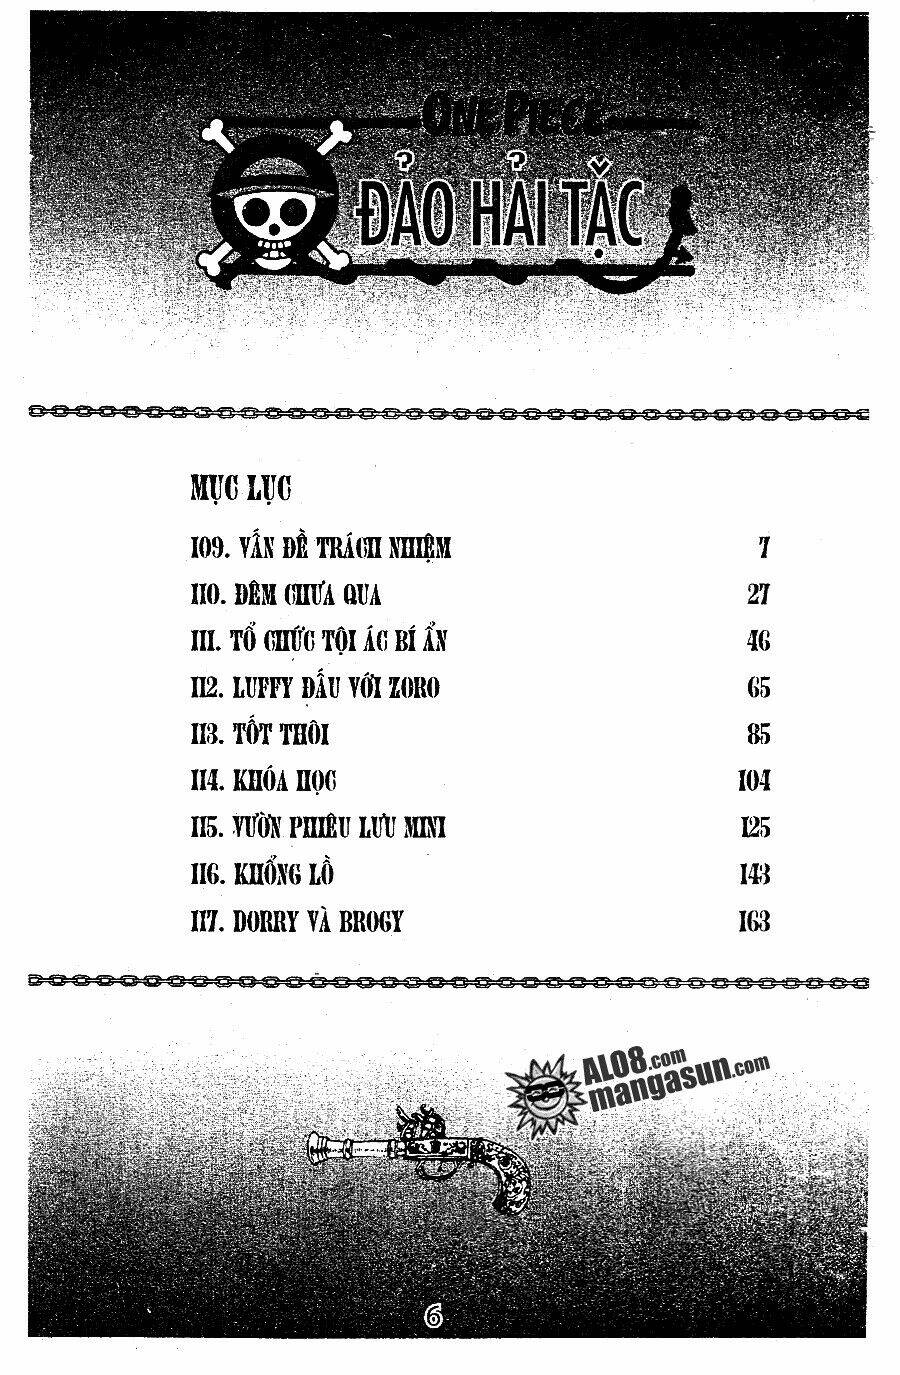 ONE PIECE
ĐẢO HẢI TẶC
MỤC LỤC
109. VẤN ĐỀ TRÁCH NHIỆM 7
110. ĐÊM CHƯA QUA 27
111. TỔ CHỨC TỘI ÁC BÍ ẨN 46
112. LUFFY ĐẤU VỚI ZORO 65
113. TỐT THÔI 85
114. KHÓA HỌC 104
115. VƯỜN PHIÊU LƯU MINI 125
116. KHỔNG LỒ 143
117. DORRY VÀ BROGY 163
ALO8.com
mangasun.com
6